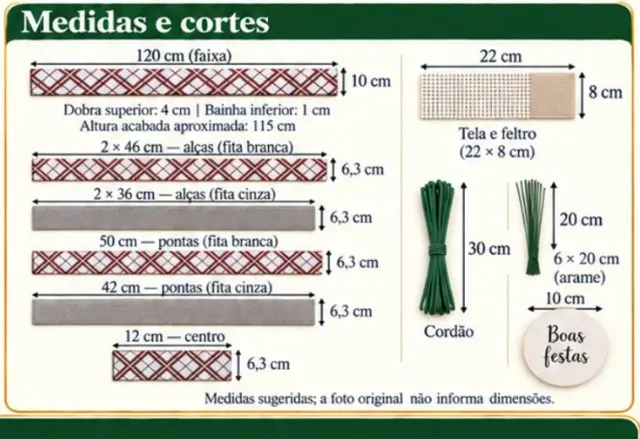 Medidas e cortes
120 cm (faixa)
10 cm
Dobra superior: 4 cm | Bainha inferior: 1 cm
Altura acabada aproximada: 115 cm
2 × 46 cm — alças (fita branca)
6,3 cm
2 × 36 cm — alças (fita cinza)
6,3 cm
50 cm — pontas (fita branca)
6,3 cm
42 cm — pontas (fita cinza)
6,3 cm
12 cm — centro
6,3 cm
22 cm
8 cm
Tela e feltro
(22 × 8 cm)
30 cm
Cordão
20 cm
6 × 20 cm
(arame)
10 cm
Boas
festas
Medidas sugeridas; a foto original não informa dimensões.